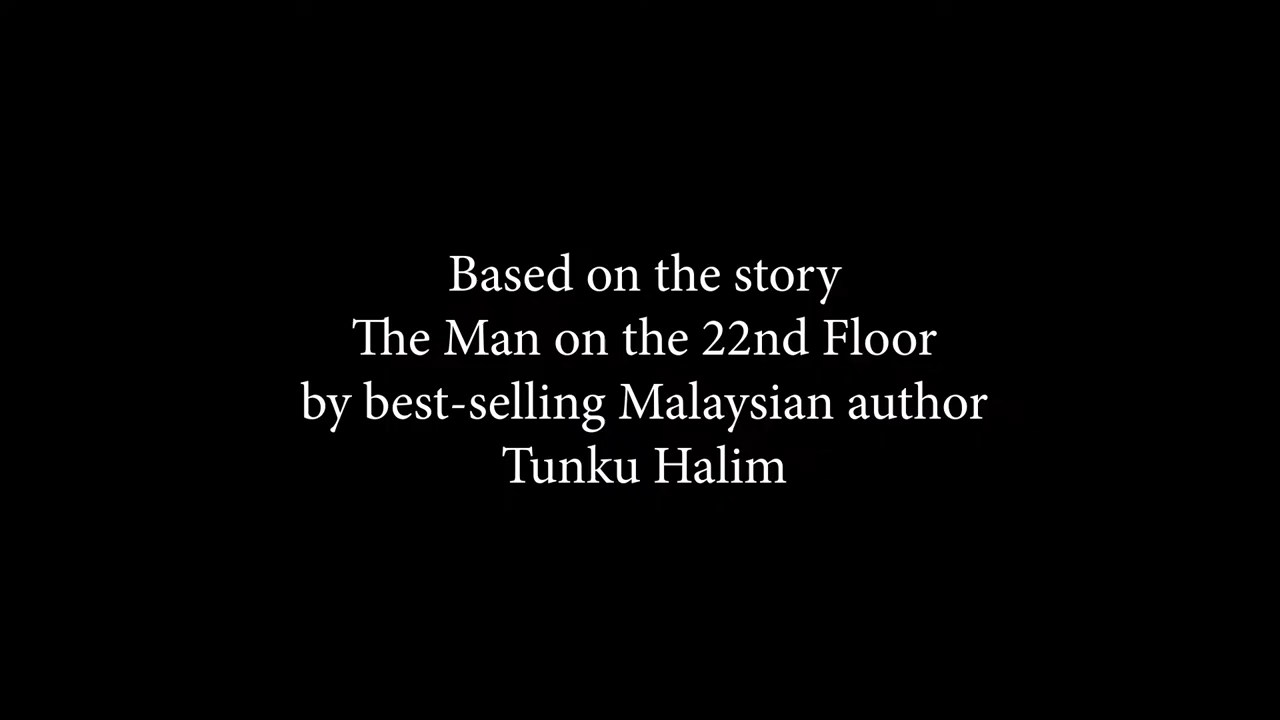 Based on the story
The Man on the 22nd Floor
by best-selling Malaysian author
Tunku Halim